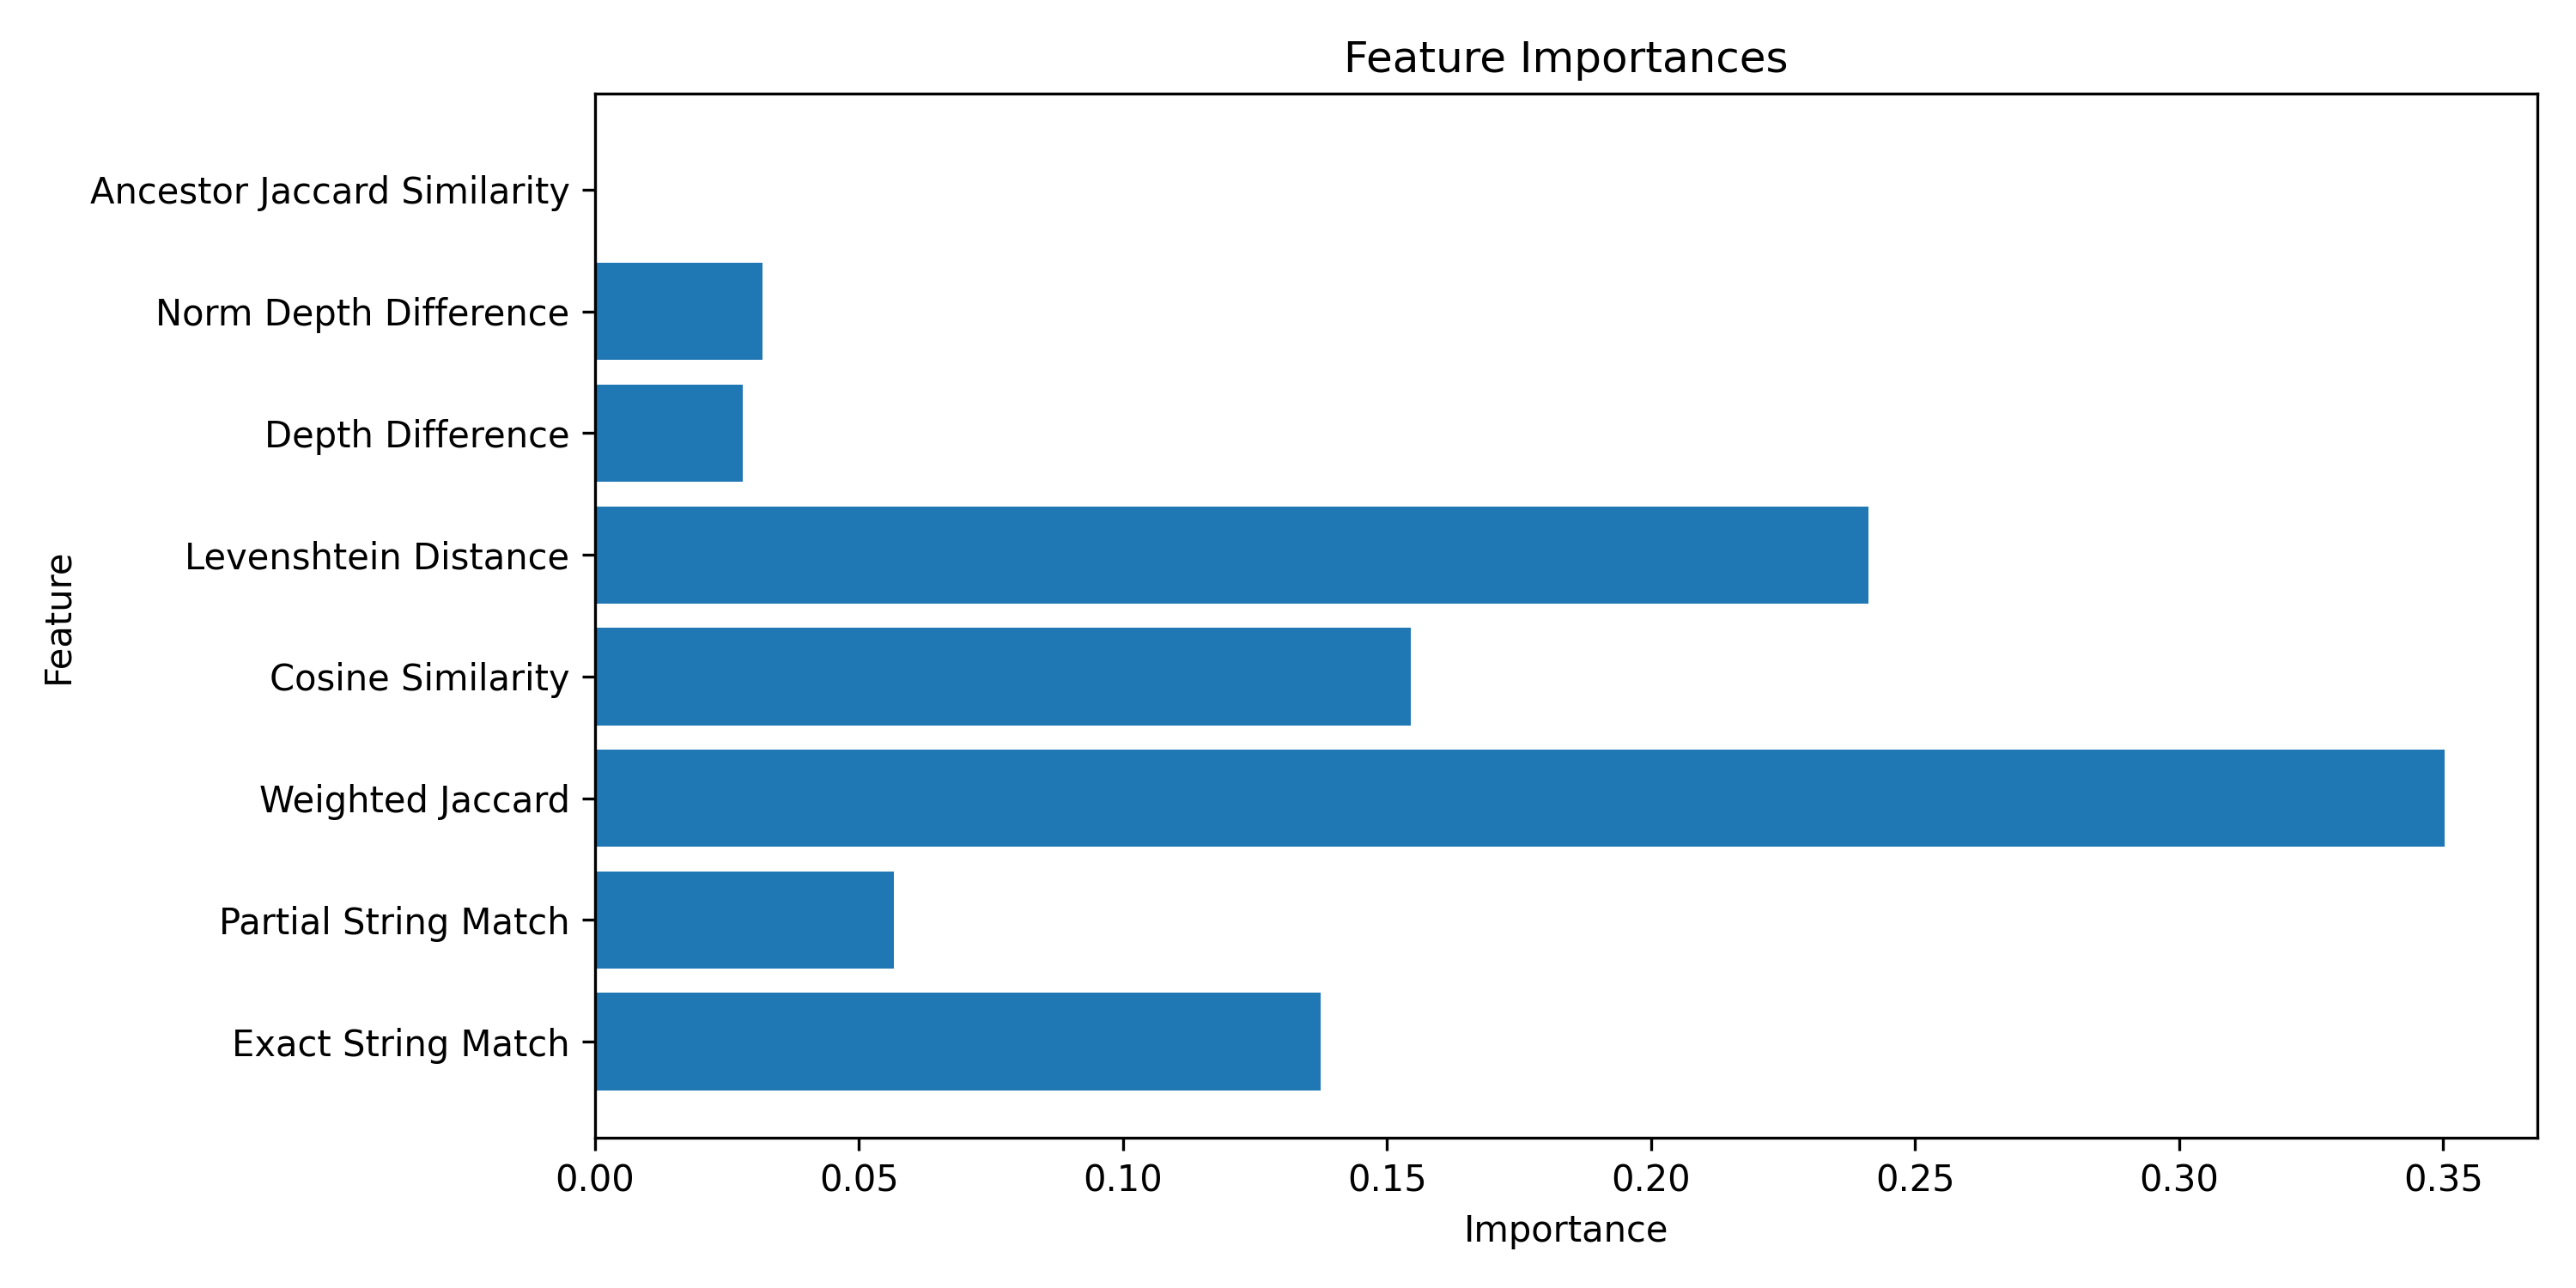 Feature Importances
Ancestor Jaccard Similarity
Norm Depth Difference
Depth Difference
Levenshtein Distance
Cosine Similarity
Weighted Jaccard
Partial String Match
Exact String Match
Feature
0.00 0.05 0.10 0.15 0.20 0.25 0.30 0.35
Importance